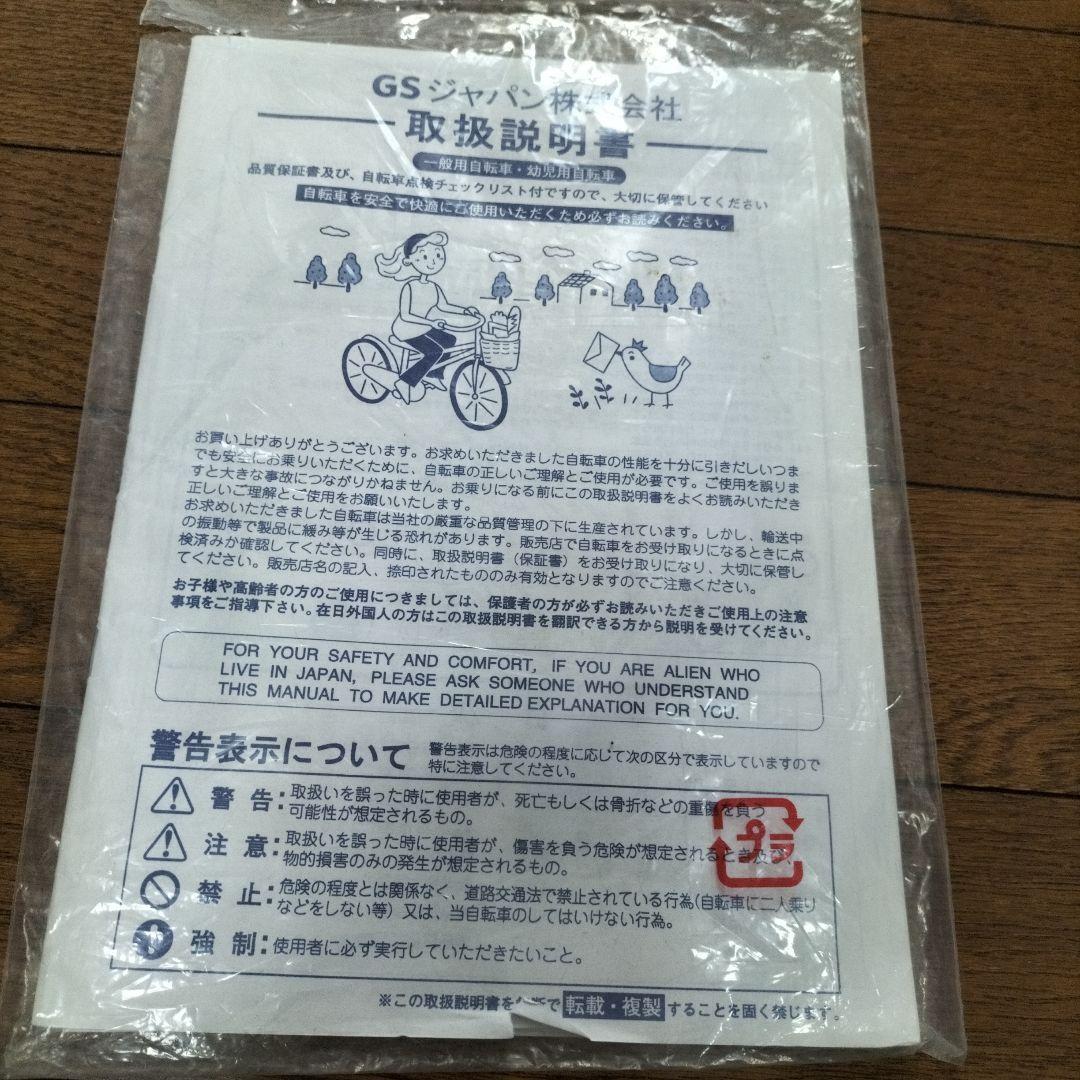 GSジャパン株式会社
取扱説明書
一般用自転車・幼児用自転車
品質保証書及び、自転車点検チェックリスト付ですので、大切に保管してください
自転車を安全で快適にご使用いただくため必ずお読みください。
お買い上げありがとうございます。お求めいただきました自転車の性能を十分に引きだしいつま
でも安全にお乗りいただくために、自転車の正しいご理解とご使用が必要です。ご使用を誤りま
すと大きな事故につながりかねません。お乗りになる前にこの取扱説明書をよくお読みいただき
正しいご理解とご使用をお願いいたします。
お求めいただきました自転車は当社の厳重な品質管理の下に生産されています。しかし、輸送中
の振動等で製品に緩み等が生じる恐れがあります。販売店で自転車をお受け取りになるときに点
検済みか確認してください。同時に、取扱説明書（保証書）をお受け取りになり、大切に保管し
てください。販売店名の記入、捺印されたもののみ有効となりますのでご注意ください。
お子様や高齢者の方のご使用につきましては、保護者の方が必ずお読みいただきご使用上の注意
事項をご指導下さい。在日外国人の方はこの取扱説明書を翻訳できる方から説明を受けてください。
FOR YOUR SAFETY AND COMFORT, IF YOU ARE ALIEN WHO
LIVE IN JAPAN, PLEASE ASK SOMEONE WHO UNDERSTAND
THIS MANUAL TO MAKE DETAILED EXPLANATION FOR YOU.
警告表示について
警告表示は危険の程度に応じて次の区分で表示していますので
特に注意してください。
警告：取扱いを誤った時に使用者が、死亡もしくは骨折などの重傷を負う
可能性が想定されるもの。
注意：取扱いを誤った時に使用者が、傷害を負う危険が想定されるとき及び、
物的損害のみの発生が想定されるもの。
禁止：危険の程度とは関係なく、道路交通法で禁止されている行為(自転車に二人乗り
などをしない等）又は、当自転車のしてはいけない行為。
強制：使用者に必ず実行していただきたいこと。
プラ
※この取扱説明書を で転載・複製することを固く禁じます。